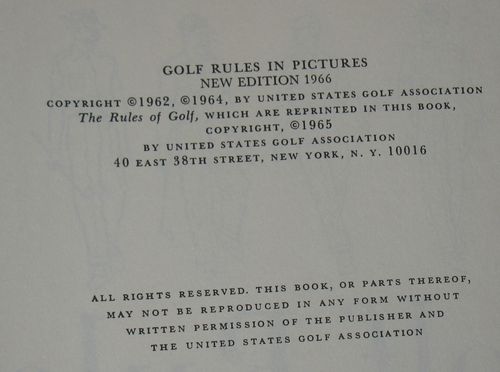 GOLF RULES IN PICTURES
NEW EDITION 1966
COPYRIGHT ©1962, ©1964, BY UNITED STATES GOLF ASSOCIATION
The Rules of Golf, WHICH ARE REPRINTED IN THIS BOOK,
COPYRIGHT, ©1965
BY UNITED STATES GOLF ASSOCIATION
40 EAST 38TH STREET, NEW YORK, N. Y. 10016
ALL RIGHTS RESERVED. THIS BOOK, OR PARTS THEREOF,
MAY NOT BE REPRODUCED IN ANY FORM WITHOUT
WRITTEN PERMISSION OF THE PUBLISHER AND
THE UNITED STATES GOLF ASSOCIATION